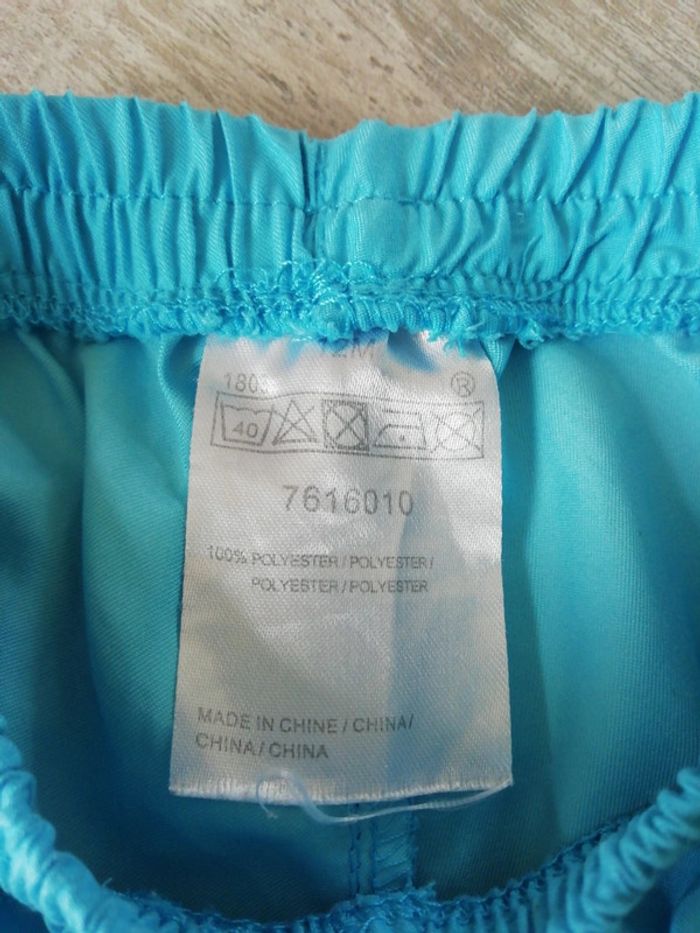 12M
180
®
40
7616010
100% POLYESTER / POLYESTER /
POLYESTER / POLYESTER
MADE IN CHINE / CHINA/
CHINA / CHINA